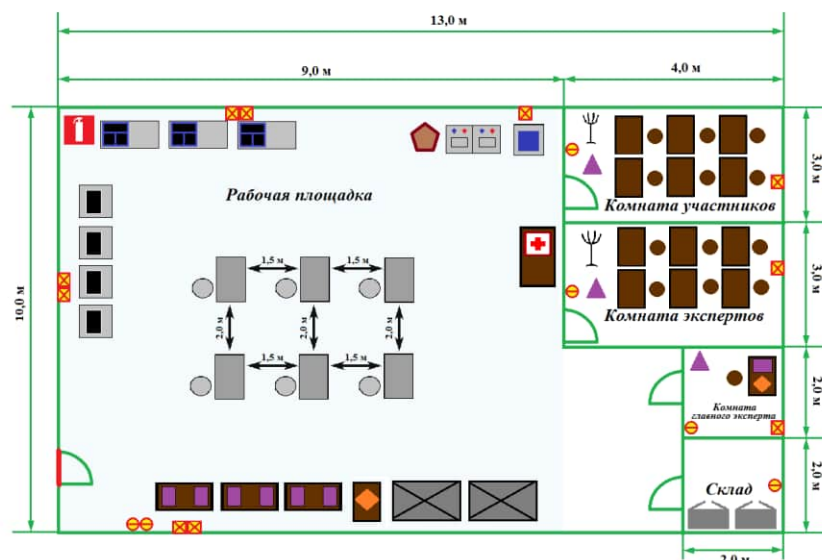 13,0 м
9,0 м
4,0 м
Рабочая площадка
3,0 м
Комната участников
10,0 м
1,5 м
1,5 м
3,0 м
2,0 м
2,0 м
2,0 м
Комната экспертов
1,5 м
1,5 м
2,0 м
Комната
главного эксперта
2,0 м
Склад
2,0 м